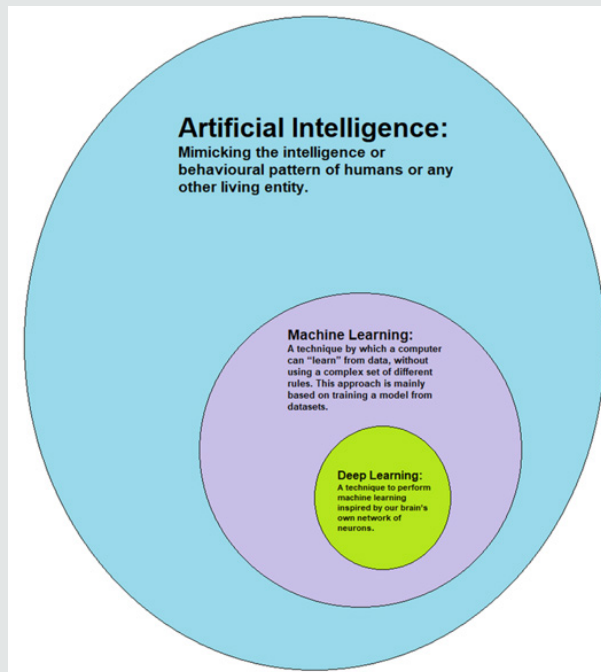 Artificial Intelligence:
Mimicking the intelligence or
behavioural pattern of humans or any
other living entity.
Machine Learning:
A technique by which a computer
can “learn” from data, without
using a complex set of different
rules. This approach is mainly
based on training a model from
datasets.
Deep Learning:
A technique to perform
machine learning
inspired by our brain's
own network of
neurons.